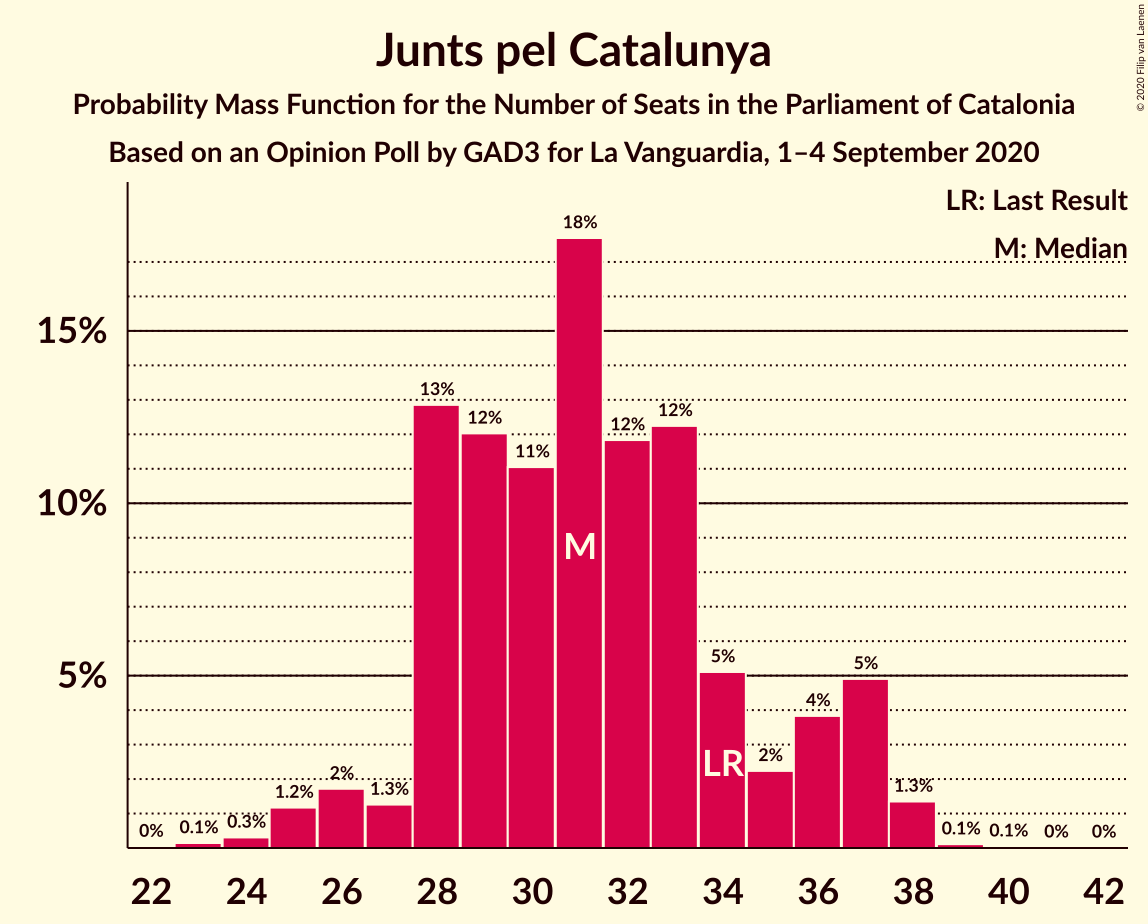 Junts pel Catalunya
Probability Mass Function for the Number of Seats in the Parliament of Catalonia
Based on an Opinion Poll by GAD3 for La Vanguardia, 1–4 September 2020
© 2020 Filip van Laenen
LR: Last Result
M: Median
15%
10%
5%
0%
0.1%
0.3%
1.2%
2%
1.3%
13%
12%
11%
18%
12%
12%
5%
2%
4%
5%
1.3%
0.1%
0.1%
0%
0%
M
LR
22 24 26 28 30 32 34 36 38 40 42